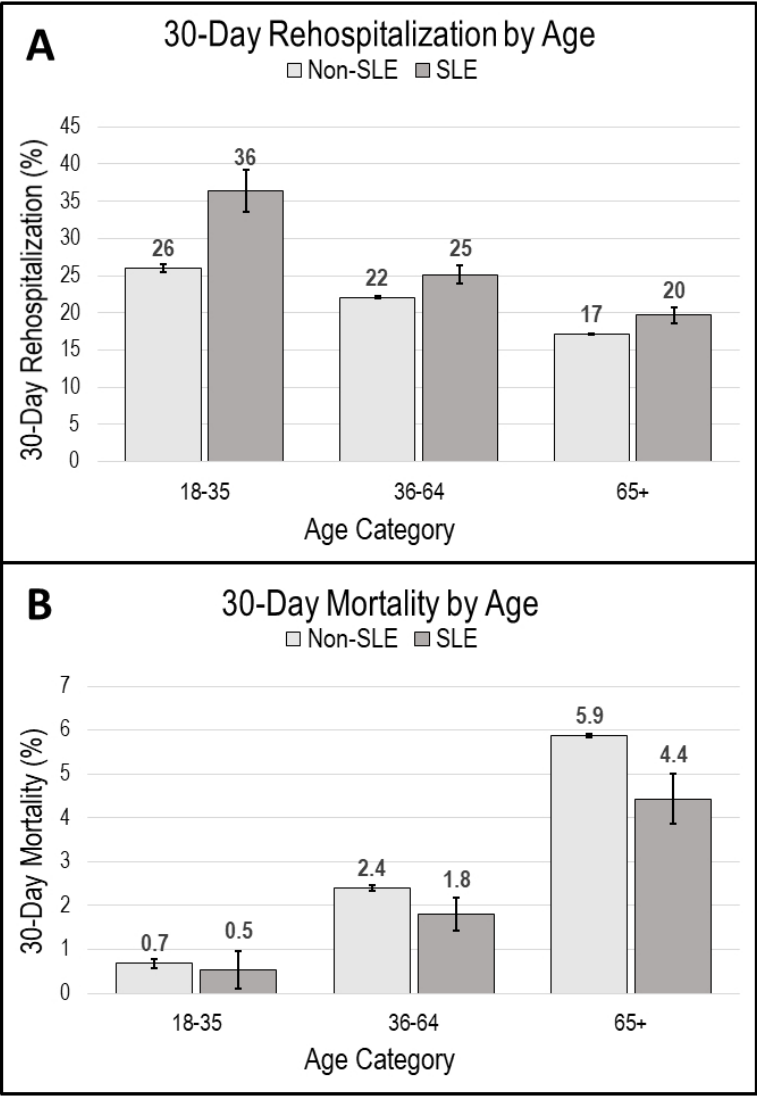 A
30-Day Rehospitalization by Age
Non-SLE SLE
30-Day Rehospitalization (%)
45
40
35
30
25
20
15
10
5
0
26
36
22
25
17
20
18-35 36-64 65+
Age Category
B
30-Day Mortality by Age
Non-SLE SLE
30-Day Mortality (%)
7
6
5
4
3
2
1
0
0.7
0.5
2.4
1.8
5.9
4.4
18-35 36-64 65+
Age Category